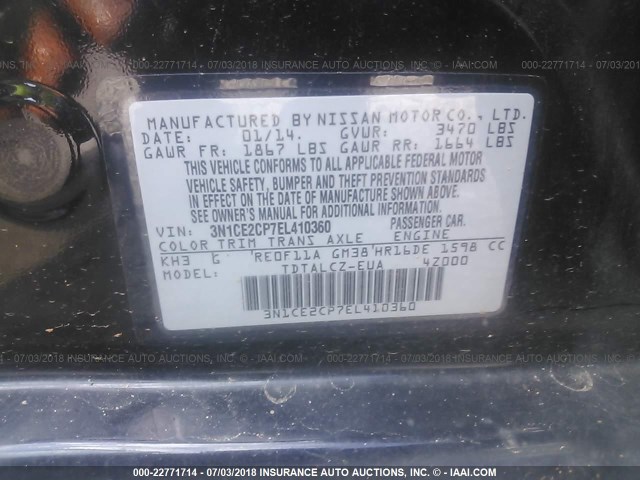 000-22771714 - 07/03/2018 INSURANCE AUTO AUCTIONS, INC. - IAAI.COM
000-22771714 - 07/03/2018 INSURANCE AUTO AUCTIONS, INC. - IAAI.COM
MANUFACTURED BY NISSAN MOTOR CO., LTD.
DATE: 01/14. GVWR: 3470 LBS
GAWR FR: 1867 LBS GAWR RR: 1664 LBS
THIS VEHICLE CONFORMS TO ALL APPLICABLE FEDERAL MOTOR
VEHICLE SAFETY, BUMPER AND THEFT PREVENTION STANDARDS
IN EFFECT ON THE DATE OF MANUFACTURE SHOWN ABOVE.
SEE OWNER'S MANUAL FOR ADDITIONAL INFORMATION.
VIN: 3N1CE2CP7EL410360 PASSENGER CAR.
COLOR TRIM TRANS AXLE ENGINE
KH3 G RE0F11A GM38 HR16DE 1598 CC
MODEL: TDTALCZ-EUA 4Z000
3N1CE2CP7EL410360
000-22771714 - 07/03/2018 INSURANCE AUTO AUCTIONS, INC. - IAAI.COM